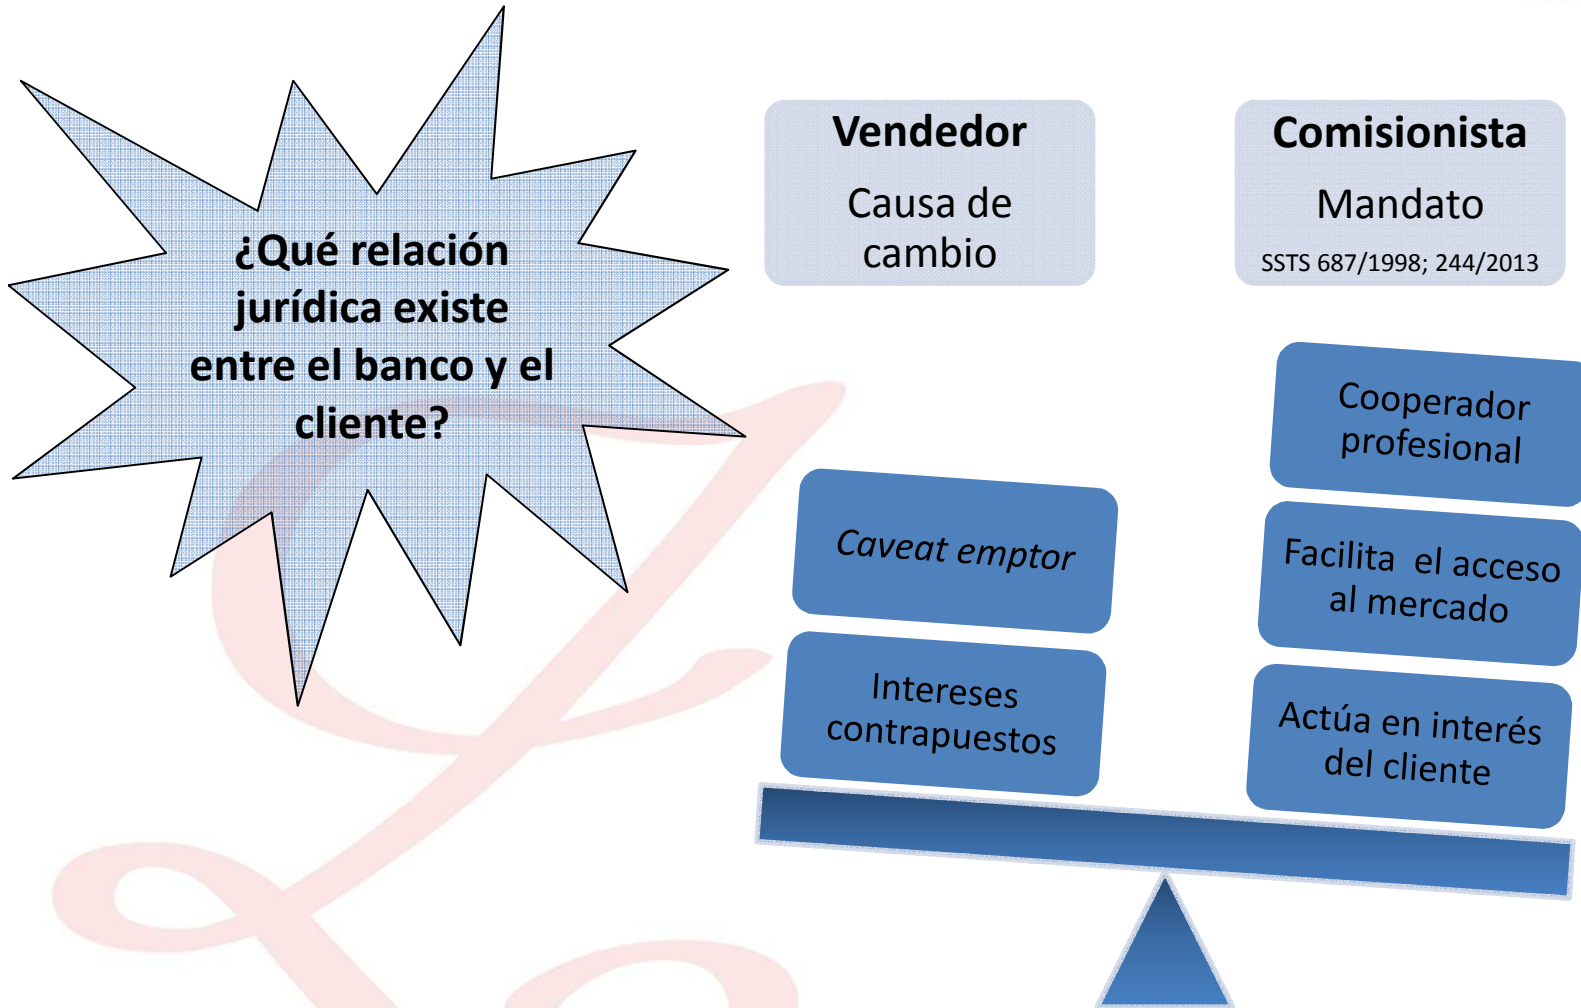 ¿Qué relación
jurídica existe
entre el banco y el
cliente?
Vendedor
Causa de
cambio
Comisionista
Mandato
SSTS 687/1998; 244/2013
Caveat emptor
Intereses
contrapuestos
Cooperador
profesional
Facilita el acceso
al mercado
Actúa en interés
del cliente